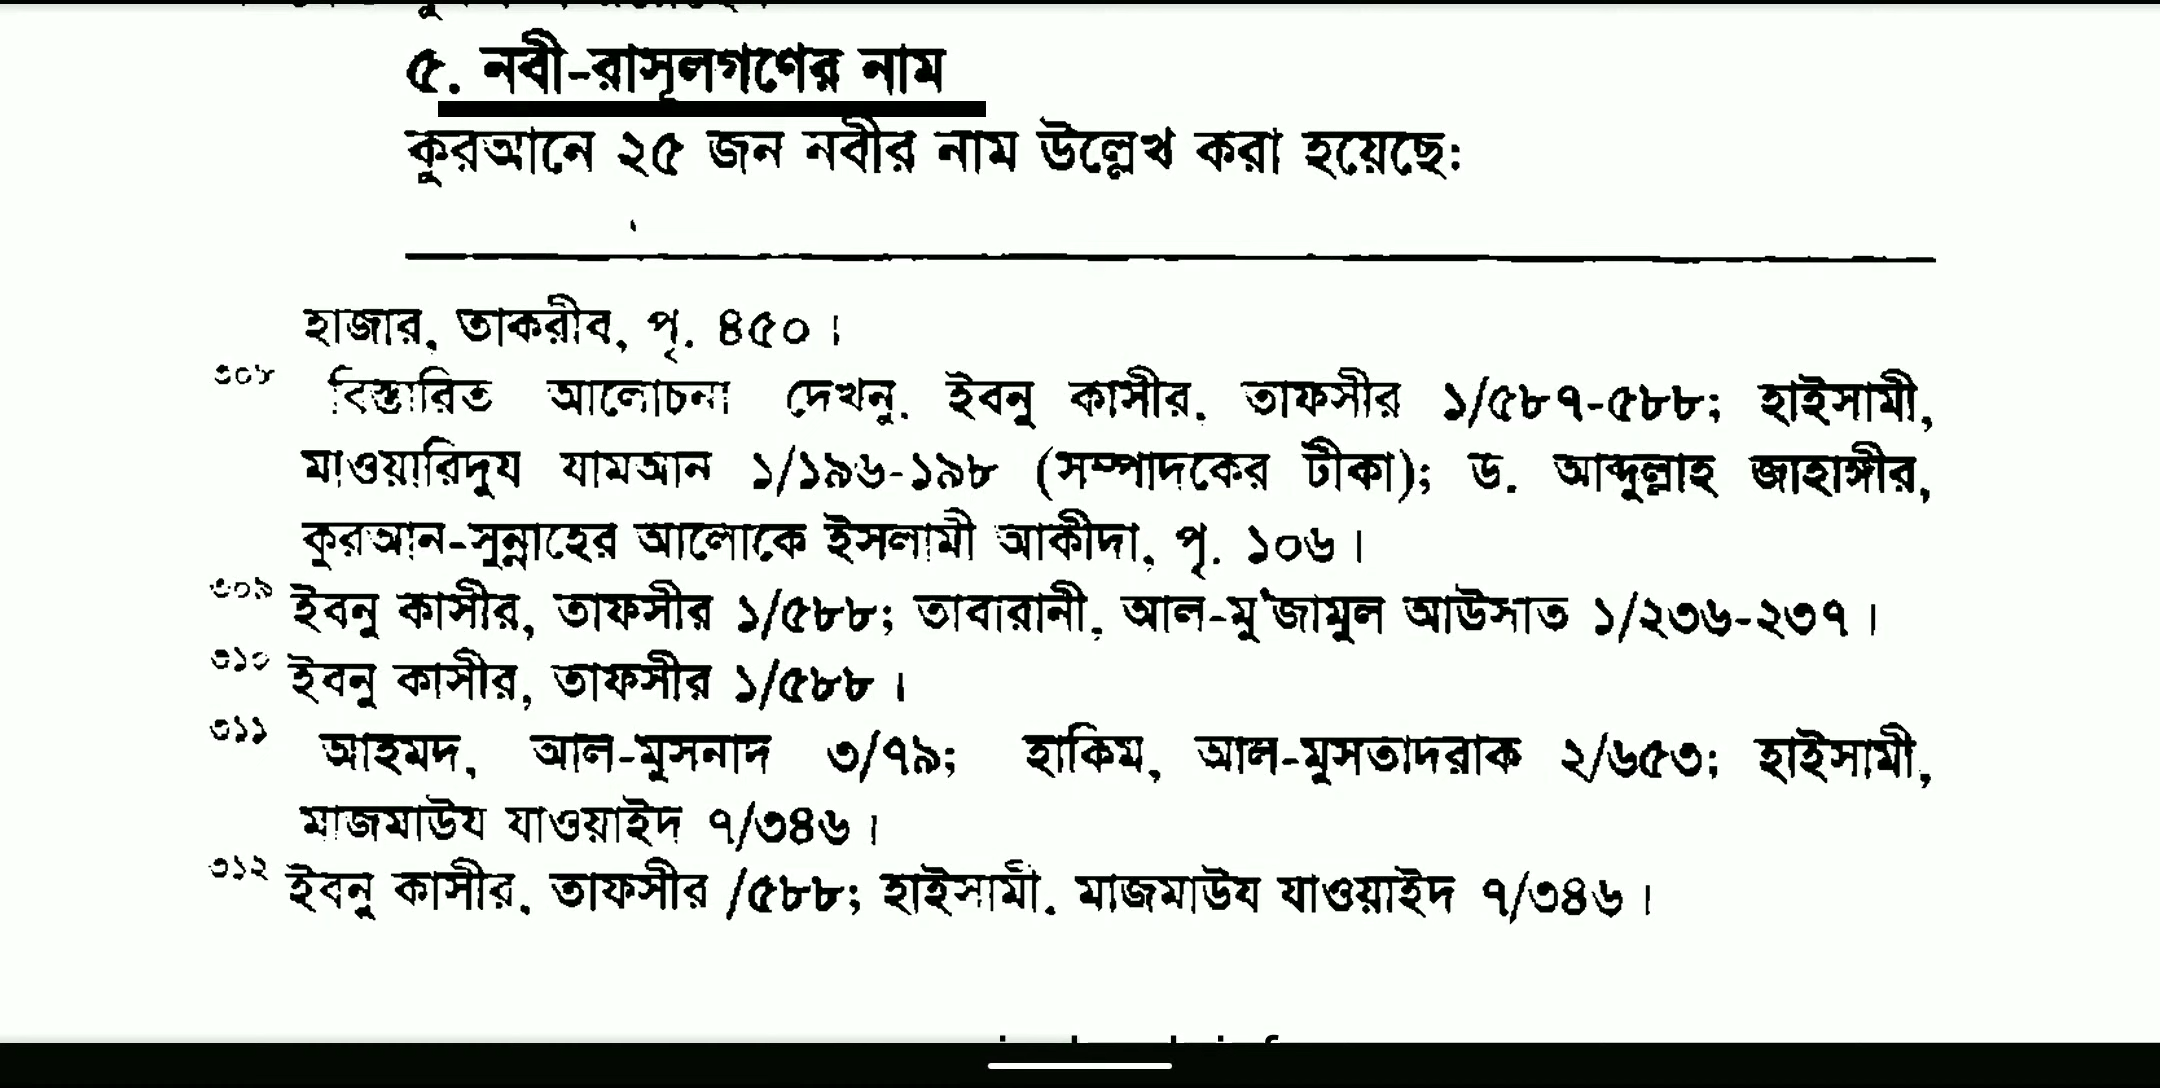 ৫. নবী-রাসূলগণের নাম
কুরআনে ২৫ জন নবীর নাম উল্লেখ করা হয়েছে:
হাজার, তাকরীব, পৃ. ৪৫০।
৩০৮ বিস্তারিত আলোচনা দেখনু. ইবনু কাসীর. তাফসীর ১/৫৮৭-৫৮৮; হাইসামী,
মাওয়ারিদুয যামআন ১/১৯৬-১৯৮ (সম্পাদকের টীকা); ড. আব্দুল্লাহ জাহাঙ্গীর,
কুরআন-সুন্নাহের আলোকে ইসলামী আকীদা, পৃ. ১০৬।
৩০৯ ইবনু কাসীর, তাফসীর ১/৫৮৮; তাবারানী, আল-মু'জামুল আউসাত ১/২৩৬-২৩৭।
৩১০ ইবনু কাসীর, তাফসীর ১/৫৮৮।
৩১১ আহমদ, আল-মুসনাদ ৩/৭৯; হাকিম, আল-মুসতাদরাক ২/৬৫৩; হাইসামী,
মাজমাউয যাওয়াইদ ৭/৩৪৬।
৩১২ ইবনু কাসীর. তাফসীর /৫৮৮; হাইসামী. মাজমাউয যাওয়াইদ ৭/৩৪৬।